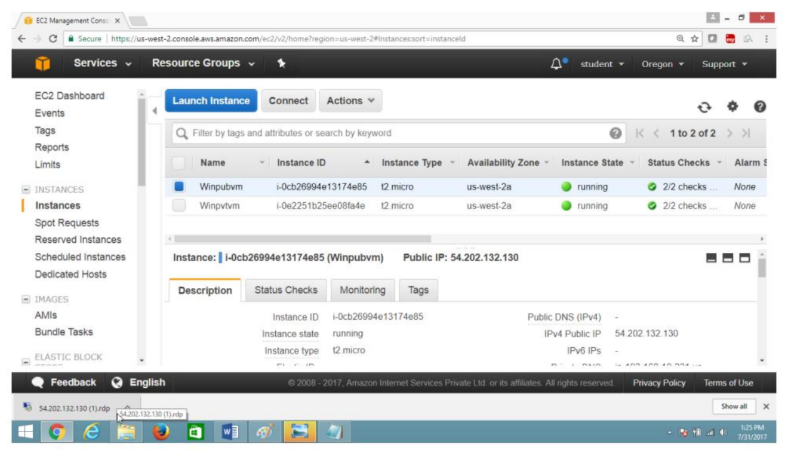 EC2 Management Consc ×
Secure | https://us-west-2.console.aws.amazon.com/ec2/v2/home?region=us-west-2#Instances:sort=instanceId
Services Resource Groups student Oregon Support
EC2 Dashboard
Events
Tags
Reports
Limits
INSTANCES
Instances
Spot Requests
Reserved Instances
Scheduled Instances
Dedicated Hosts
IMAGES
AMIs
Bundle Tasks
ELASTIC BLOCK
Launch Instance Connect Actions
Filter by tags and attributes or search by keyword 1 to 2 of 2
Name Instance ID Instance Type Availability Zone Instance State Status Checks Alarm S
Winpubvm i-0cb26994e13174e85 t2.micro us-west-2a running 2/2 checks ... None
Winpvtvm i-0e2251b25ee08fa4e t2.micro us-west-2a running 2/2 checks ... None
Instance: i-0cb26994e13174e85 (Winpubvm) Public IP: 54.202.132.130
Description Status Checks Monitoring Tags
Instance ID i-0cb26994e13174e85 Public DNS (IPv4) -
Instance state running IPv4 Public IP 54.202.132.130
Instance type t2.micro IPv6 IPs -
Feedback English © 2008 - 2017, Amazon Internet Services Private Ltd. or its affiliates. All rights reserved. Privacy Policy Terms of Use
54.202.132.130 (1).rdp Show all ×
54.202.132.130 (1).rdp
1:25 PM
7/31/2017